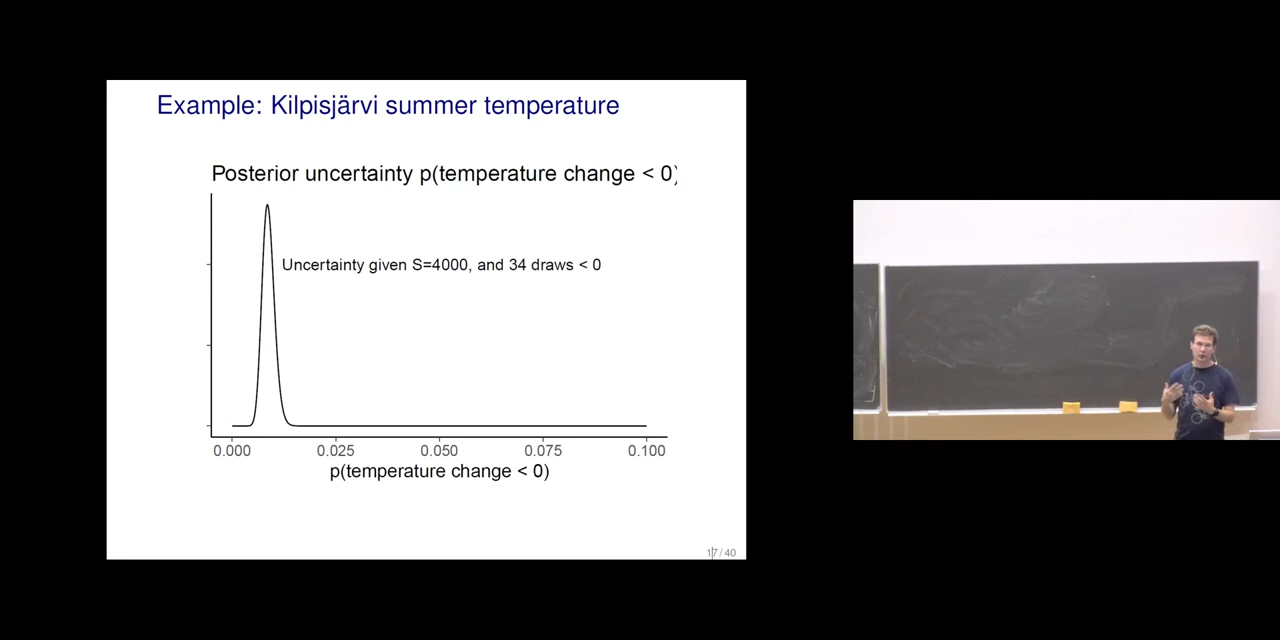 Example: Kilpisjärvi summer temperature
Posterior uncertainty p(temperature change < 0)
Uncertainty given S=4000, and 34 draws < 0
0.000 0.025 0.050 0.075 0.100
p(temperature change < 0)
17 / 40